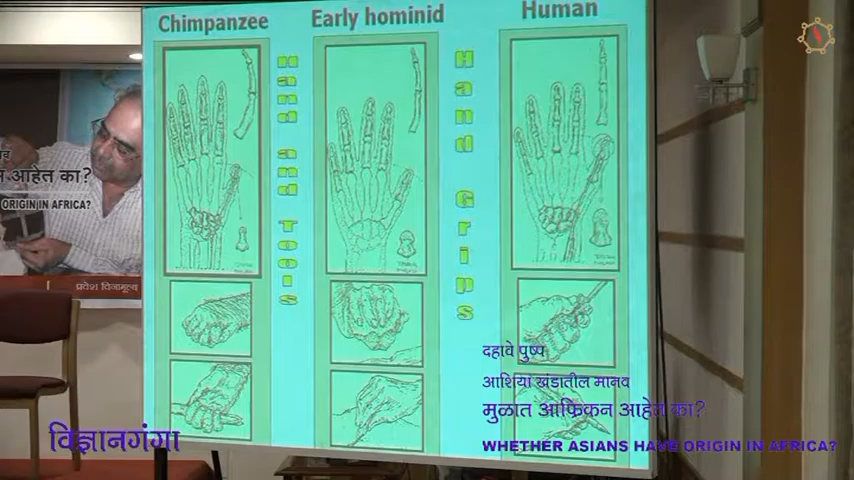 Chimpanzee
Early hominid
Human
Hand and Tools
Hand Grips
आहेत का?
ORIGIN IN AFRICA?
प्रवेश विनामूल्य
दहावे पुष्प
आशिया खंडातील मानव
मुळात आफ्रिकन आहेत का?
WHETHER ASIANS HAVE ORIGIN IN AFRICA?
विज्ञानगंगा